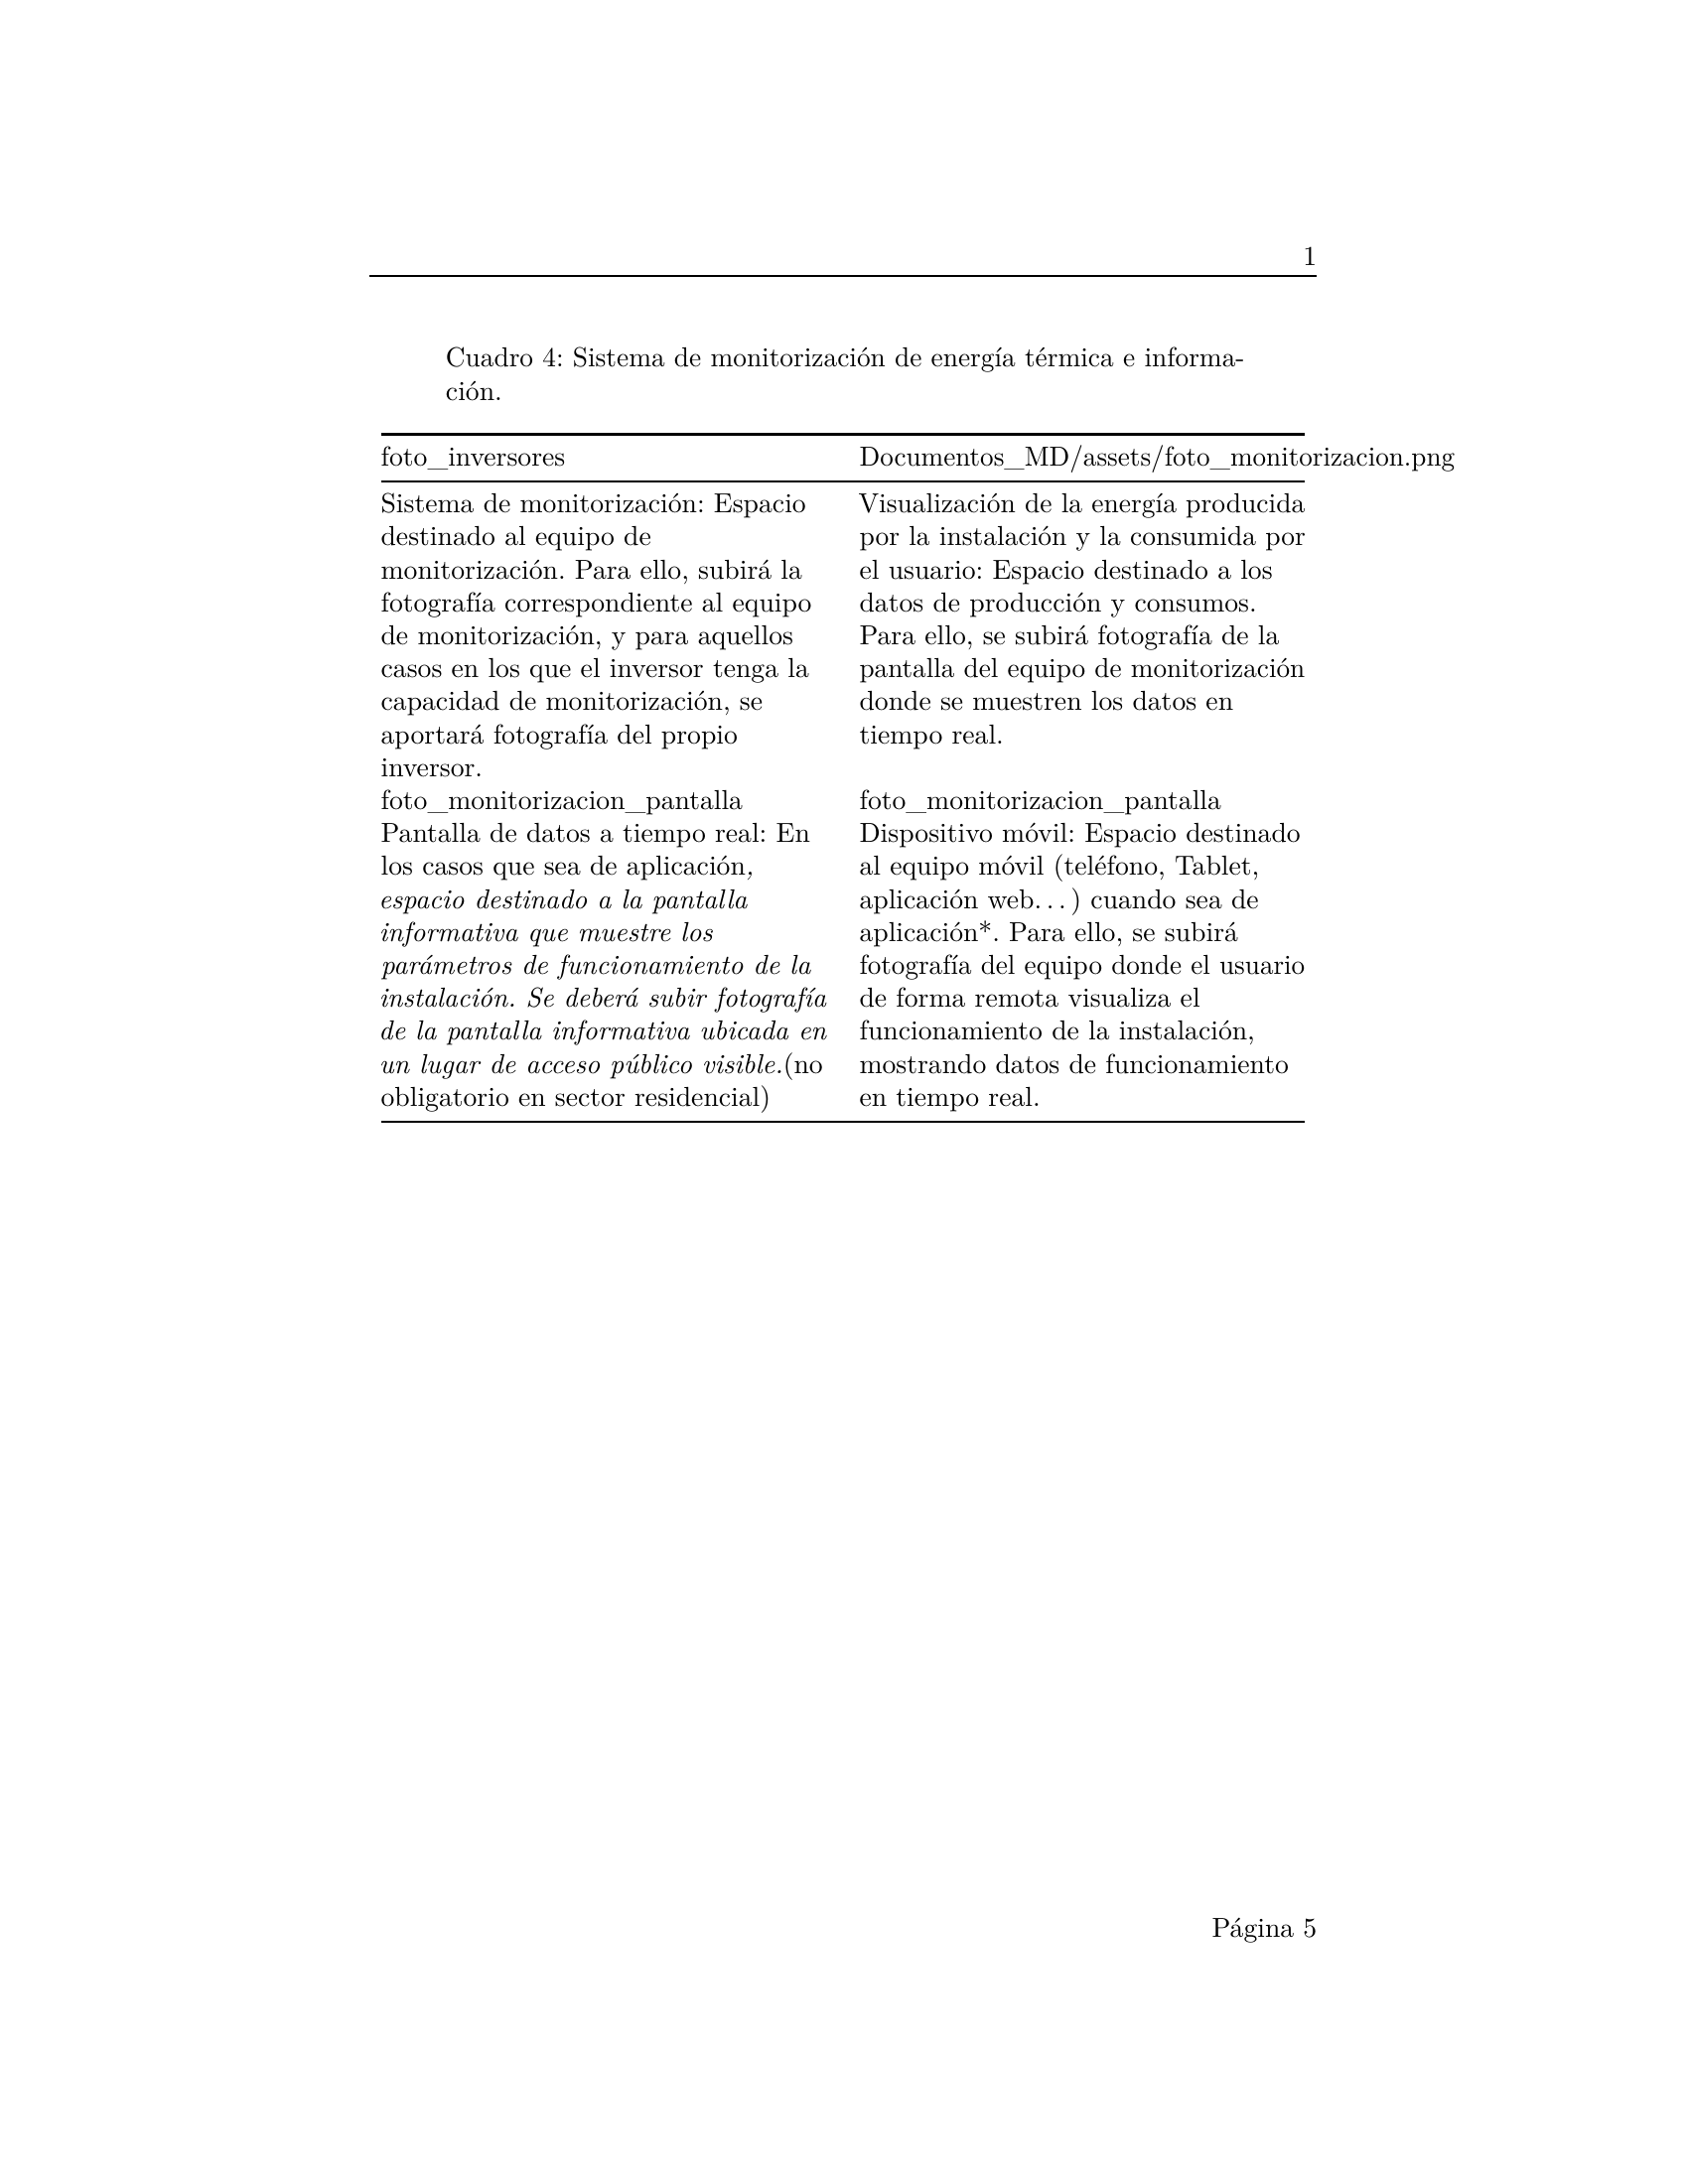 1
Cuadro 4: Sistema de monitorización de energía térmica e informa-
ción.
foto_inversores
Documentos_MD/assets/foto_monitorizacion.png
Sistema de monitorización: Espacio
destinado al equipo de
monitorización. Para ello, subirá la
fotografía correspondiente al equipo
de monitorización, y para aquellos
casos en los que el inversor tenga la
capacidad de monitorización, se
aportará fotografía del propio
inversor.
Visualización de la energía producida
por la instalación y la consumida por
el usuario: Espacio destinado a los
datos de producción y consumos.
Para ello, se subirá fotografía de la
pantalla del equipo de monitorización
donde se muestren los datos en
tiempo real.
foto_monitorizacion_pantalla
foto_monitorizacion_pantalla
Pantalla de datos a tiempo real: En
los casos que sea de aplicación,
espacio destinado a la pantalla
informativa que muestre los
parámetros de funcionamiento de la
instalación. Se deberá subir fotografía
de la pantalla informativa ubicada en
un lugar de acceso público visible.(no
obligatorio en sector residencial)
Dispositivo móvil: Espacio destinado
al equipo móvil (teléfono, Tablet,
aplicación web…) cuando sea de
aplicación*. Para ello, se subirá
fotografía del equipo donde el usuario
de forma remota visualiza el
funcionamiento de la instalación,
mostrando datos de funcionamiento
en tiempo real.
Página 5